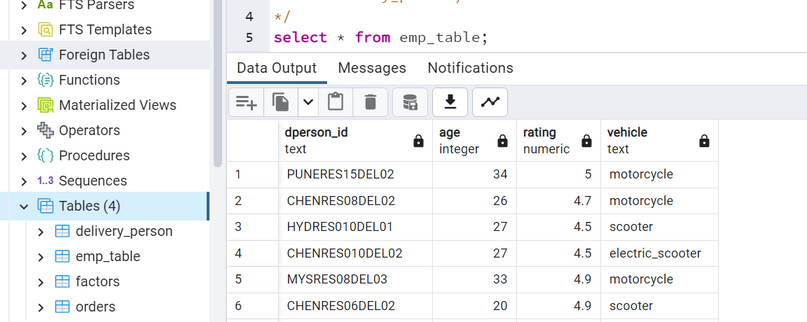 FTS Parsers
FTS Templates
Foreign Tables
Functions
Materialized Views
Operators
Procedures
1..3 Sequences
Tables (4)
delivery_person
emp_table
factors
orders
4 */
5 select * from emp_table;
Data Output Messages Notifications
dperson_id age rating vehicle
text integer numeric text
1 PUNERES15DEL02 34 5 motorcycle
2 CHENRES08DEL02 26 4.7 motorcycle
3 HYDRES010DEL01 27 4.5 scooter
4 CHENRES010DEL02 27 4.5 electric_scooter
5 MYSRES08DEL03 33 4.9 motorcycle
6 CHENRES06DEL02 20 4.9 scooter